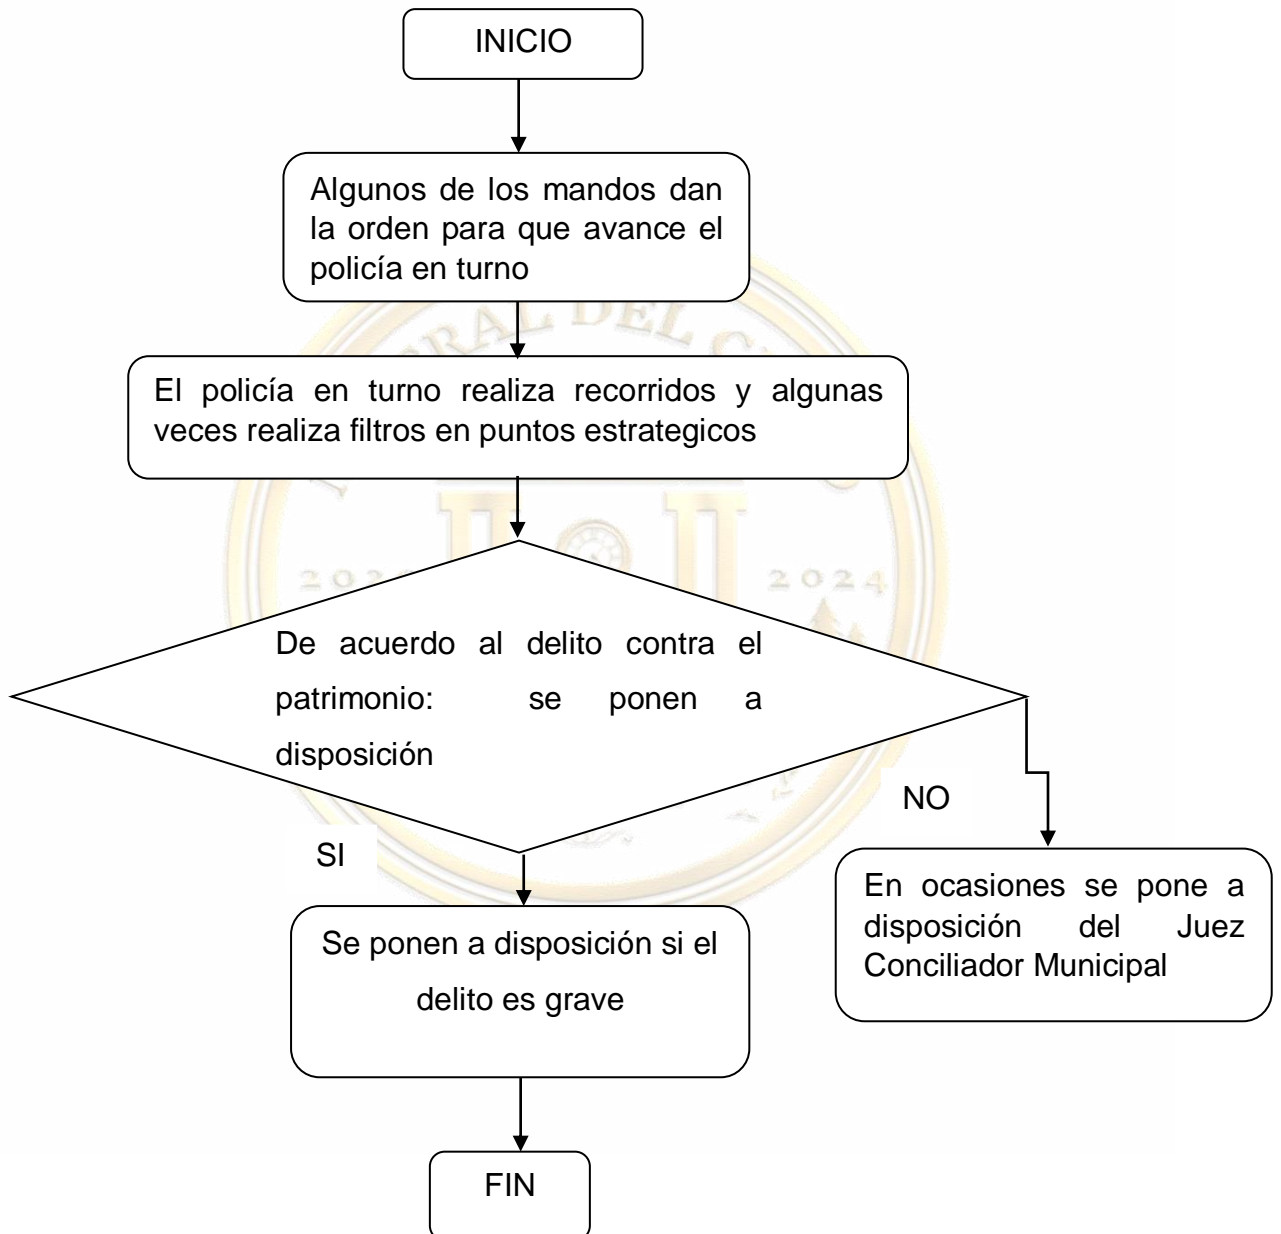 INICIO
Algunos de los mandos dan
la orden para que avance el
policía en turno
El policía en turno realiza recorridos y algunas
veces realiza filtros en puntos estrategicos
2024
De acuerdo al delito contra el
patrimonio: se ponen a
disposición
NO
SI
En ocasiones se pone a
disposición del Juez
Conciliador Municipal
Se ponen a disposición si el
delito es grave
FIN